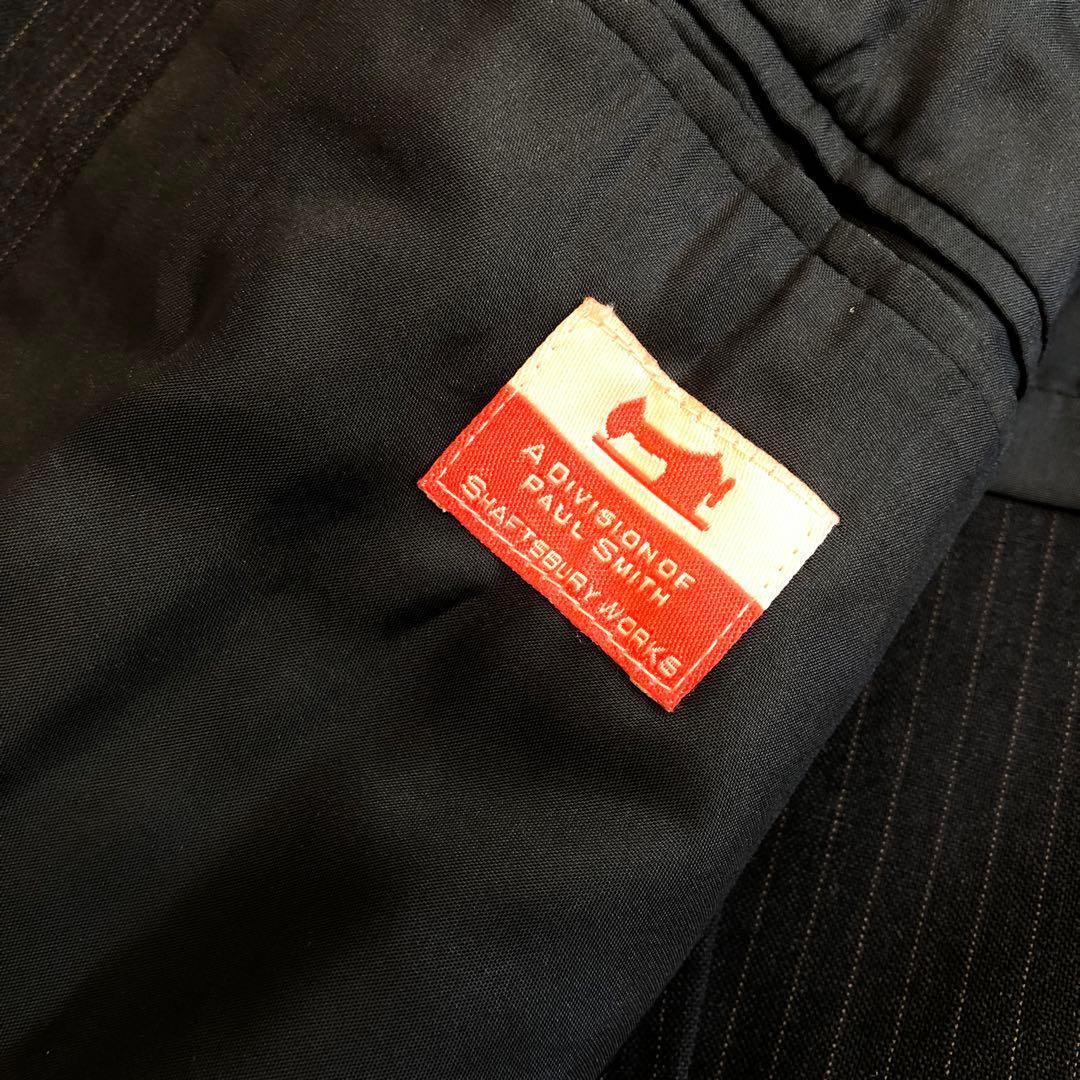 A DIVISION OF
PAUL SMITH
SHAFTSBURY WORKS